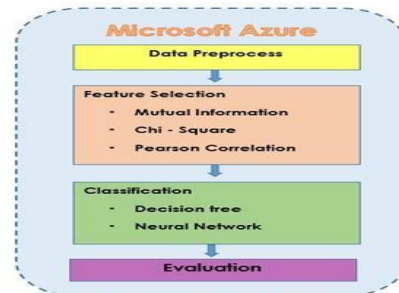 Microsoft Azure
Data Preprocess
Feature Selection
- Mutual Information
- Chi - Square
- Pearson Correlation
Classification
- Decision tree
- Neural Network
Evaluation